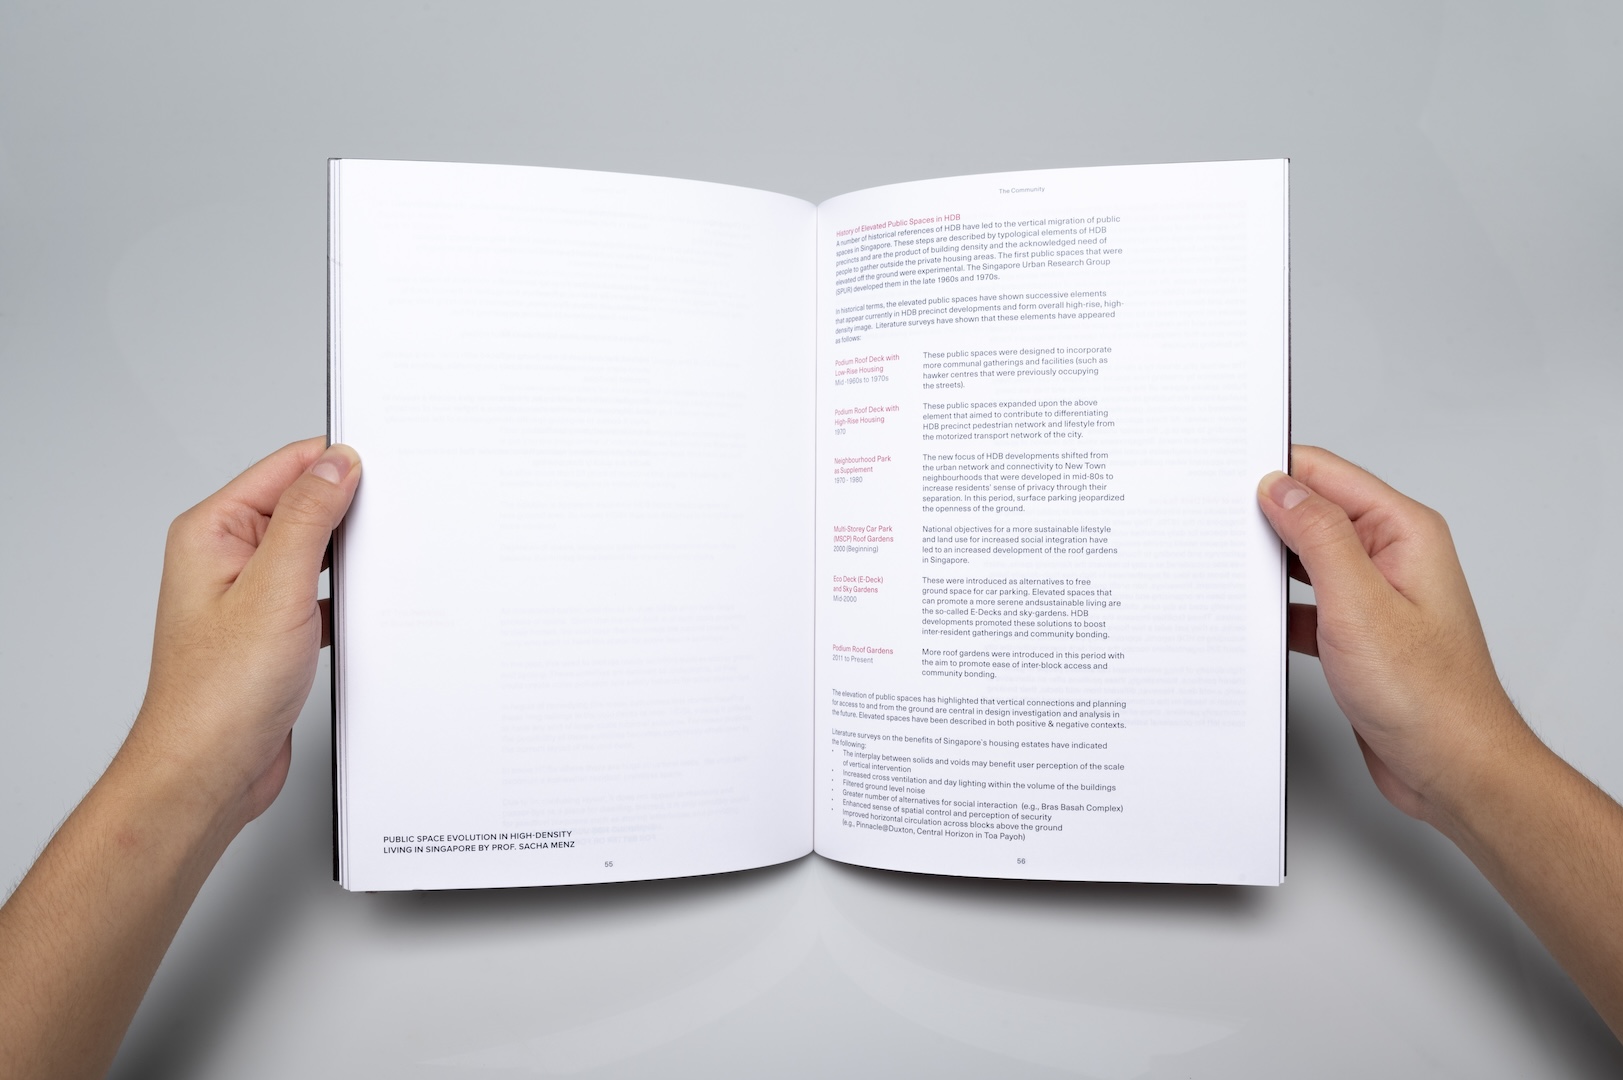 PUBLIC SPACE EVOLUTION IN HIGH-DENSITY
LIVING IN SINGAPORE BY PROF. SACHA MENZ
55
The Community
History of Elevated Public Spaces in HDB
A number of historical references of HDB have led to the vertical migration of public
spaces in Singapore. These steps are described by typological elements of HDB
precincts and are the product of building density and the acknowledged need of
people to gather outside the private housing areas. The first public spaces that were
elevated off the ground were experimental. The Singapore Urban Research Group
(SPUR) developed them in the late 1960s and 1970s.
In historical terms, the elevated public spaces have shown successive elements
that appear currently in HDB precinct developments and form overall high-rise, high-
density image. Literature surveys have shown that these elements have appeared
as follows:
Podium Roof Deck with
Low-Rise Housing
Mid -1960s to 1970s
These public spaces were designed to incorporate
more communal gatherings and facilities (such as
hawker centres that were previously occupying
the streets).
Podium Roof Deck with
High-Rise Housing
1970
These public spaces expanded upon the above
element that aimed to contribute to differentiating
HDB precinct pedestrian network and lifestyle from
the motorized transport network of the city.
Neighbourhood Park
as Supplement
1970 - 1980
The new focus of HDB developments shifted from
the urban network and connectivity to New Town
neighbourhoods that were developed in mid-80s to
increase residents' sense of privacy through their
separation. In this period, surface parking jeopardized
the openness of the ground.
Multi-Storey Car Park
(MSCP) Roof Gardens
2000 (Beginning)
National objectives for a more sustainable lifestyle
and land use for increased social integration have
led to an increased development of the roof gardens
in Singapore.
Eco Deck (E-Deck)
and Sky Gardens
Mid-2000
These were introduced as alternatives to free
ground space for car parking. Elevated spaces that
can promote a more serene andsustainable living are
the so-called E-Decks and sky-gardens. HDB
developments promoted these solutions to boost
inter-resident gatherings and community bonding.
Podium Roof Gardens
2011 to Present
More roof gardens were introduced in this period with
the aim to promote ease of inter-block access and
community bonding.
The elevation of public spaces has highlighted that vertical connections and planning
for access to and from the ground are central in design investigation and analysis in
the future. Elevated spaces have been described in both positive & negative contexts.
Literature surveys on the benefits of Singapore's housing estates have indicated
the following:
• The interplay between solids and voids may benefit user perception of the scale
of vertical intervention
• Increased cross ventilation and day lighting within the volume of the buildings
• Filtered ground level noise
• Greater number of alternatives for social interaction (e.g., Bras Basah Complex)
• Enhanced sense of spatial control and perception of security
• Improved horizontal circulation across blocks above the ground
(e.g., Pinnacle@Duxton, Central Horizon in Toa Payoh)
56